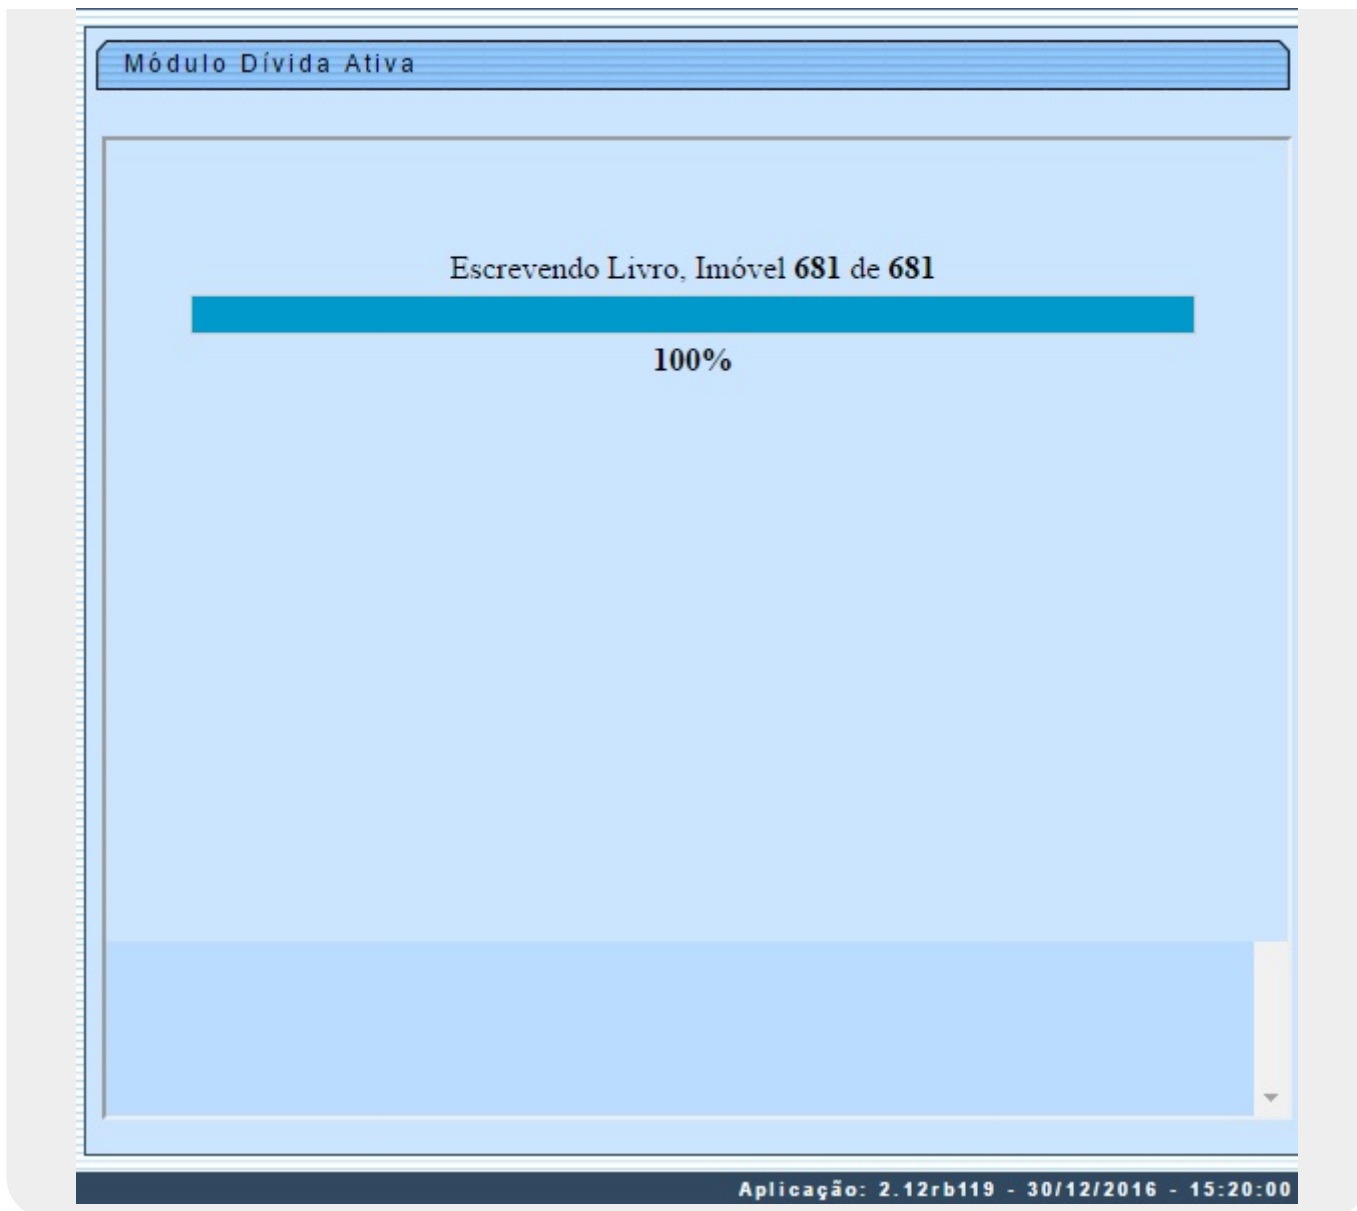 Módulo Dívida Ativa
Escrevendo Livro, Imóvel 681 de 681
100%
Aplicação: 2.12rb119 - 30/12/2016 - 15:20:00